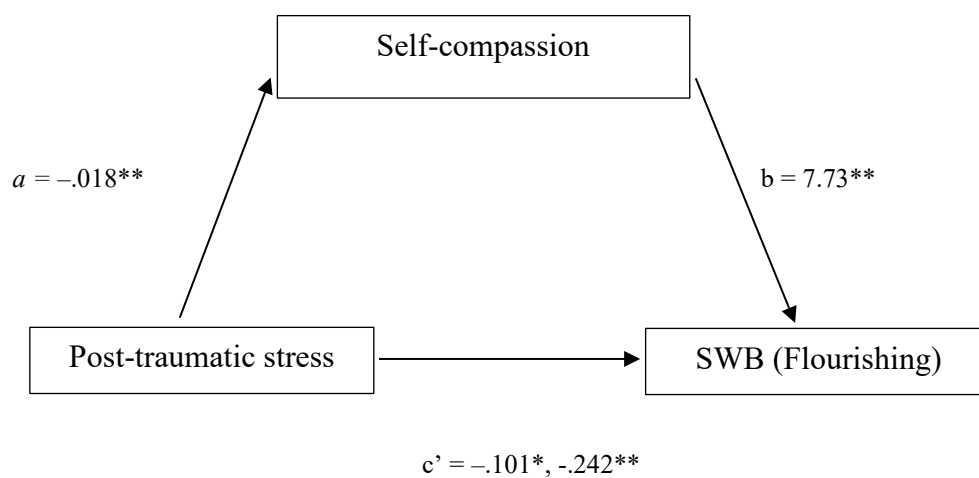 Self-compassion
a = –.018**
b = 7.73**
Post-traumatic stress
SWB (Flourishing)
c’ = –.101*, -.242**